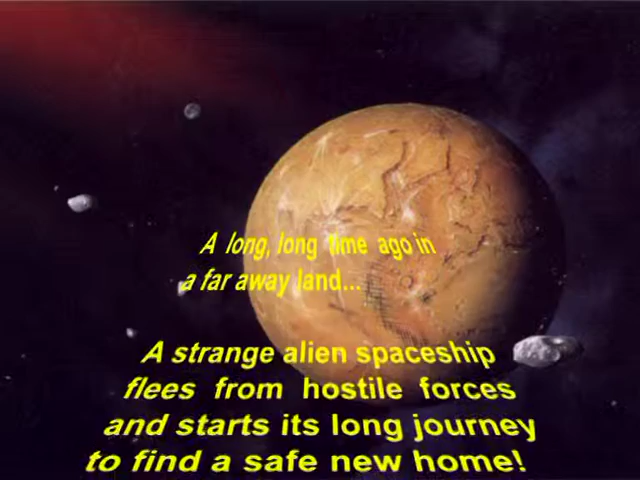 A long, long time ago in
a far away land...
A strange alien spaceship
flees from hostile forces
and starts its long journey
to find a safe new home!